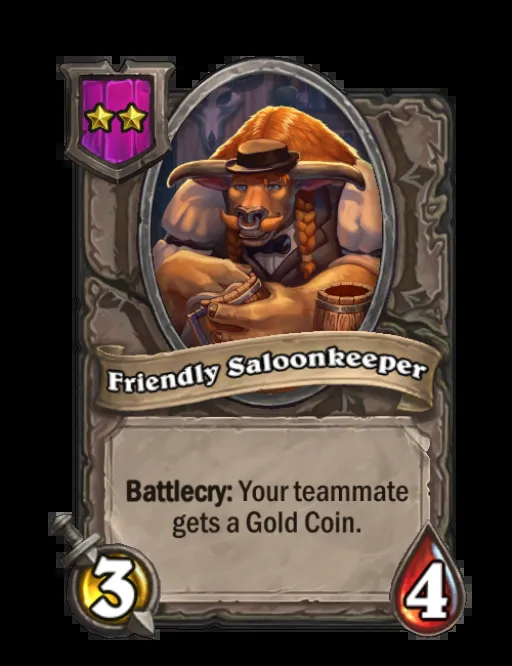 Friendly Saloonkeeper
Battlecry: Your teammate
gets a Gold Coin.
3
4